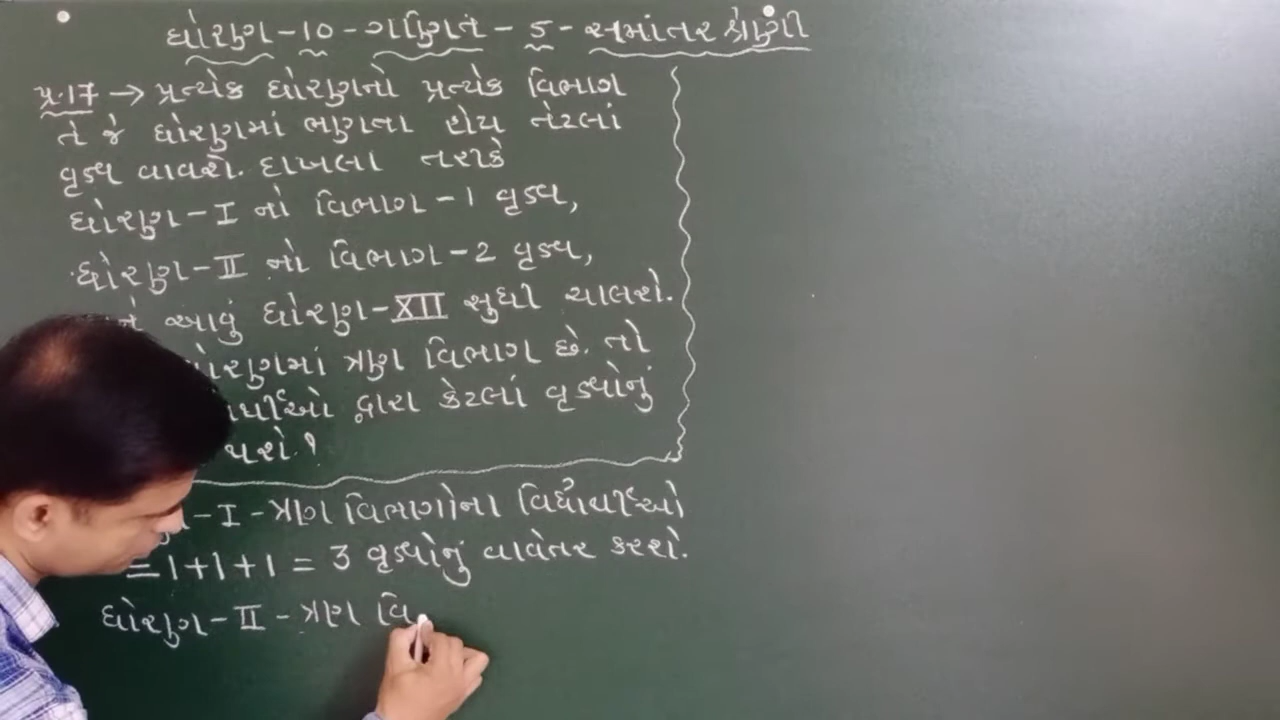 ધોરણ-10-ગણિત-5-સમાંતર શ્રેણી
પ્ર.17 → પ્રત્યેક ધોરણનો પ્રત્યેક વિભાગ
તે જે ધોરણમાં ભણતા હોય તેટલાં
વૃક્ષ વાવશે. દાખલા તરીકે
ધોરણ-I નો વિભાગ-1 વૃક્ષ,
ધોરણ-II નો વિભાગ-2 વૃક્ષ,
આવું ધોરણ-XII સુધી ચાલશે.
ત્રણ વિભાગ છે. તો
દ્વારા કેટલાં વૃક્ષોનું
થશે.?
-I-ત્રણ વિભાગોના વિદ્યાર્થીઓ
=1+1+1 = 3 વૃક્ષોનું વાવેતર કરશે.
ધોરણ-II-ત્રણ વિ